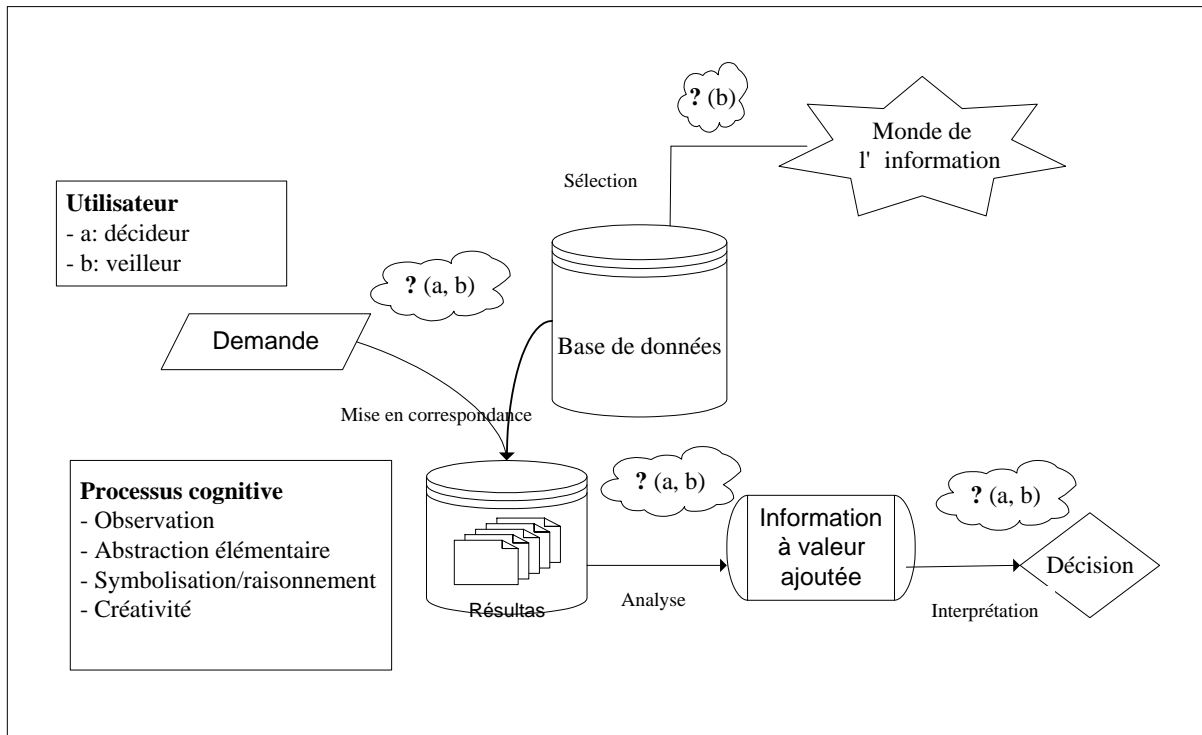 ? (b)
Monde de
l' information
Sélection
Utilisateur
- a: décideur
- b: veilleur
? (a, b)
Demande
Base de données
Mise en correspondance
Processus cognitive
- Observation
- Abstraction élémentaire
- Symbolisation/raisonnement
- Créativité
Résultas
? (a, b)
Analyse
Information
à valeur
ajoutée
? (a, b)
Interprétation
Décision